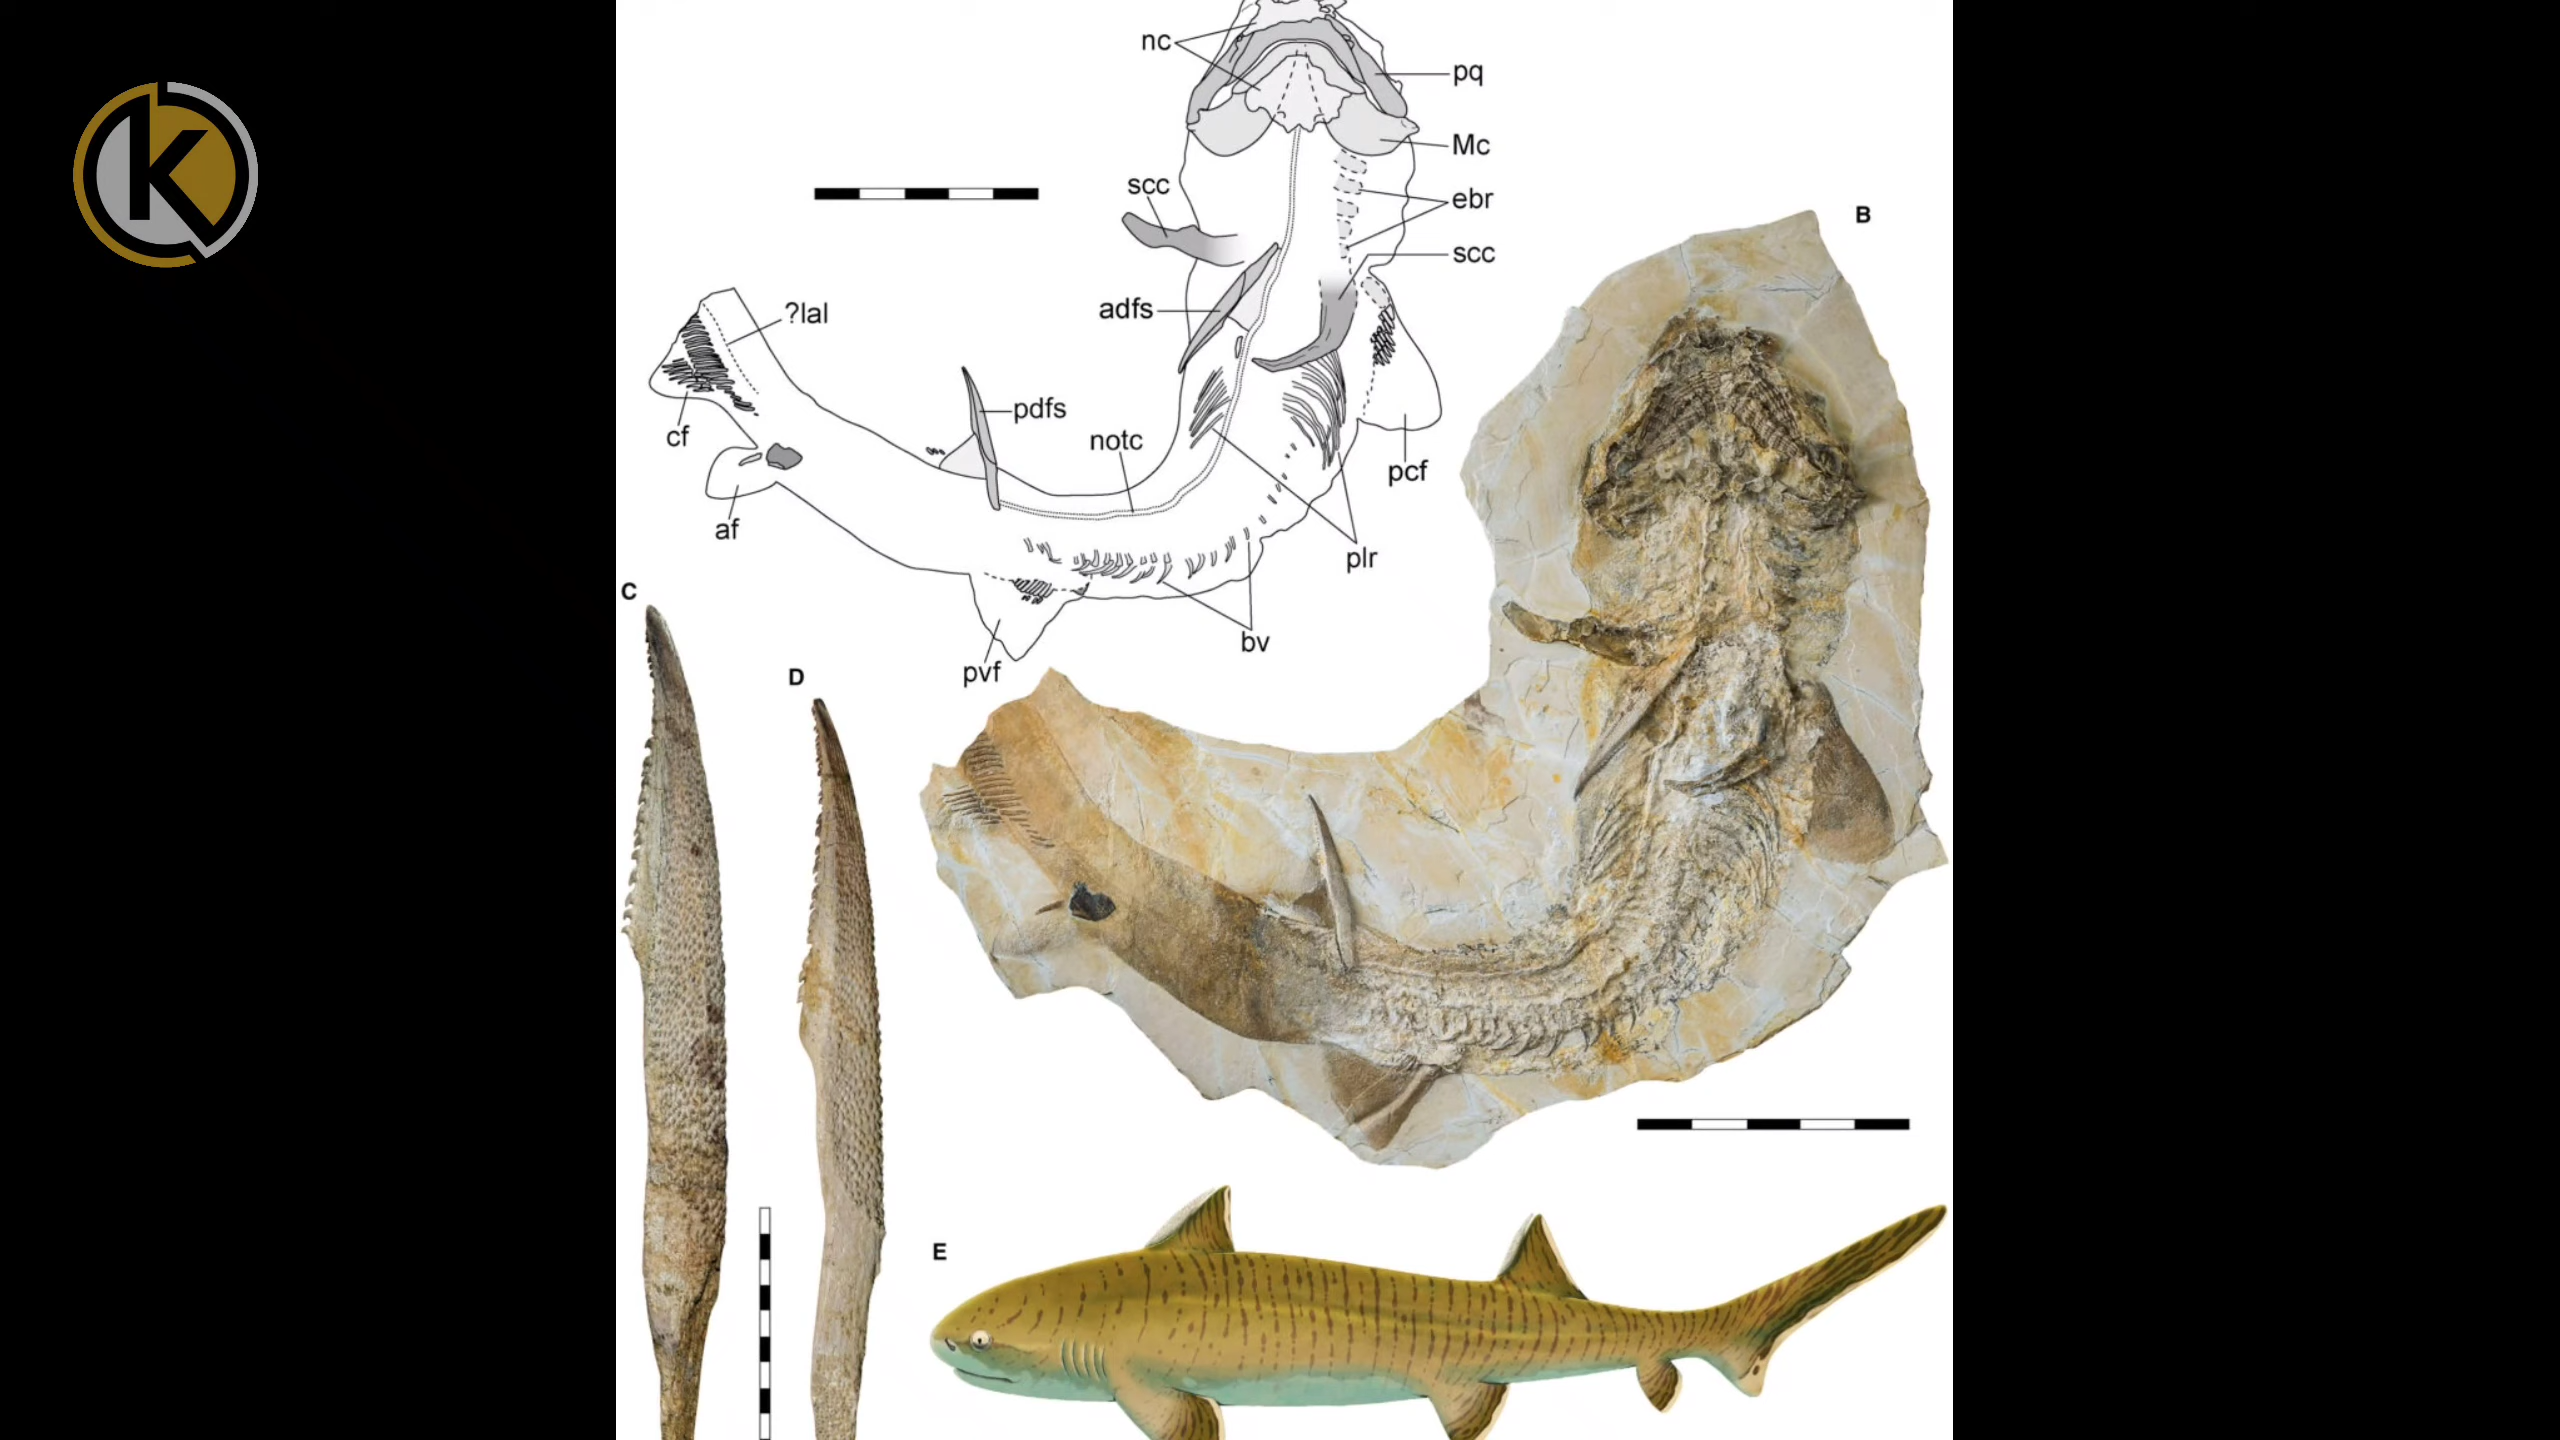 K
nc
pq
Mc
scc
ebr
B
scc
adfs
?lal
pdfs
cf
notc
pcf
af
plr
C
bv
pvf
D
E